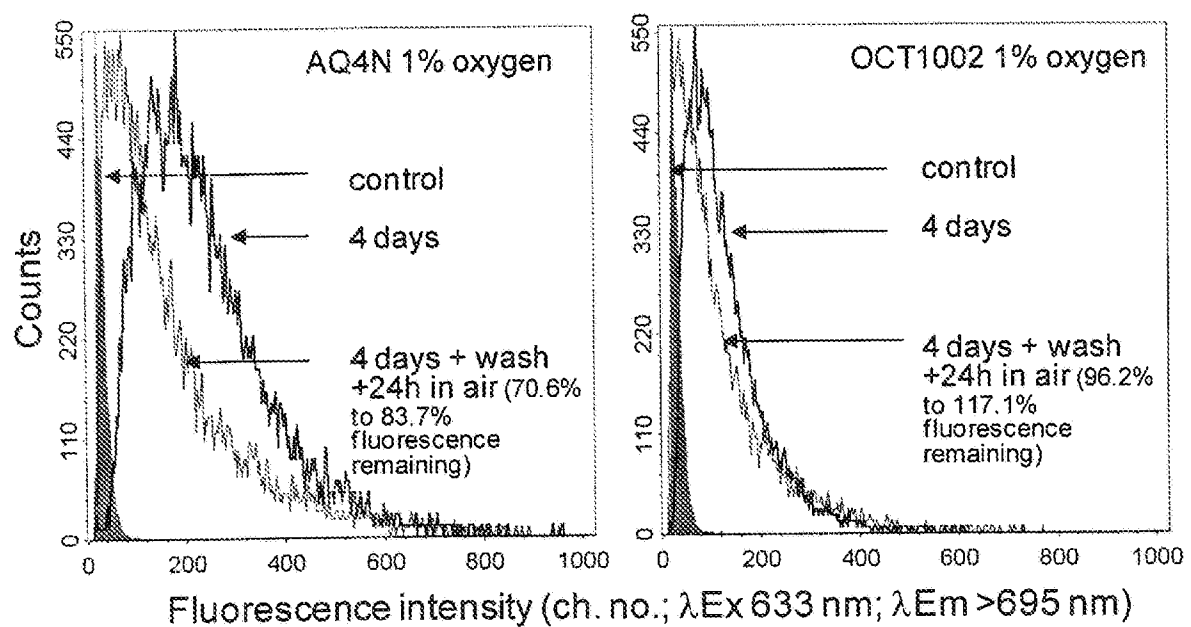 AQ4N 1% oxygen
control
4 days
4 days + wash
+24h in air (70.6%
to 83.7%
fluorescence
remaining)
OCT1002 1% oxygen
control
4 days
4 days + wash
+24h in air (96.2%
to 117.1%
fluorescence
remaining)
Counts
550
440
330
220
110
0
0 200 400 600 800 1000
550
440
330
220
110
0
0 200 400 600 800 1000
Fluorescence intensity (ch. no.; λEx 633 nm; λEm >695 nm)